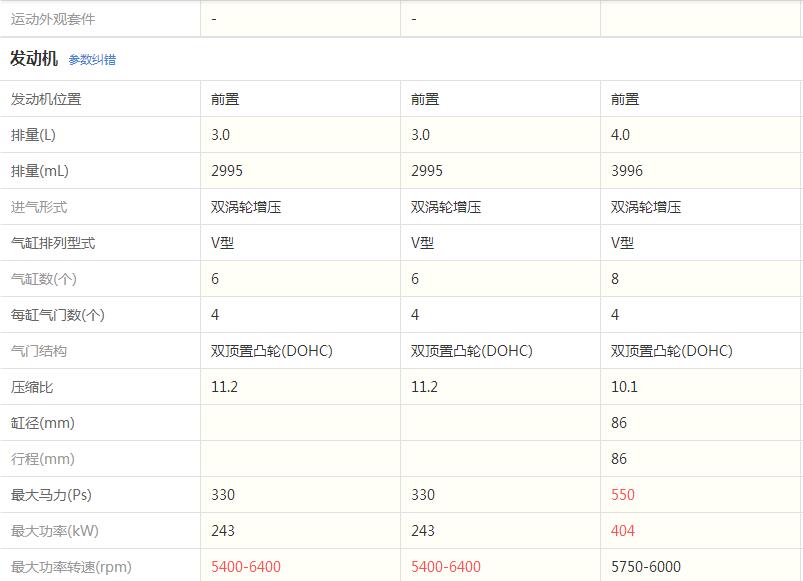 运动外观套件 - -
发动机 参数纠错
发动机位置 前置 前置 前置
排量(L) 3.0 3.0 4.0
排量(mL) 2995 2995 3996
进气形式 双涡轮增压 双涡轮增压 双涡轮增压
气缸排列型式 V型 V型 V型
气缸数(个) 6 6 8
每缸气门数(个) 4 4 4
气门结构 双顶置凸轮(DOHC) 双顶置凸轮(DOHC) 双顶置凸轮(DOHC)
压缩比 11.2 11.2 10.1
缸径(mm) 86
行程(mm) 86
最大马力(Ps) 330 330 550
最大功率(kW) 243 243 404
最大功率转速(rpm) 5400-6400 5400-6400 5750-6000